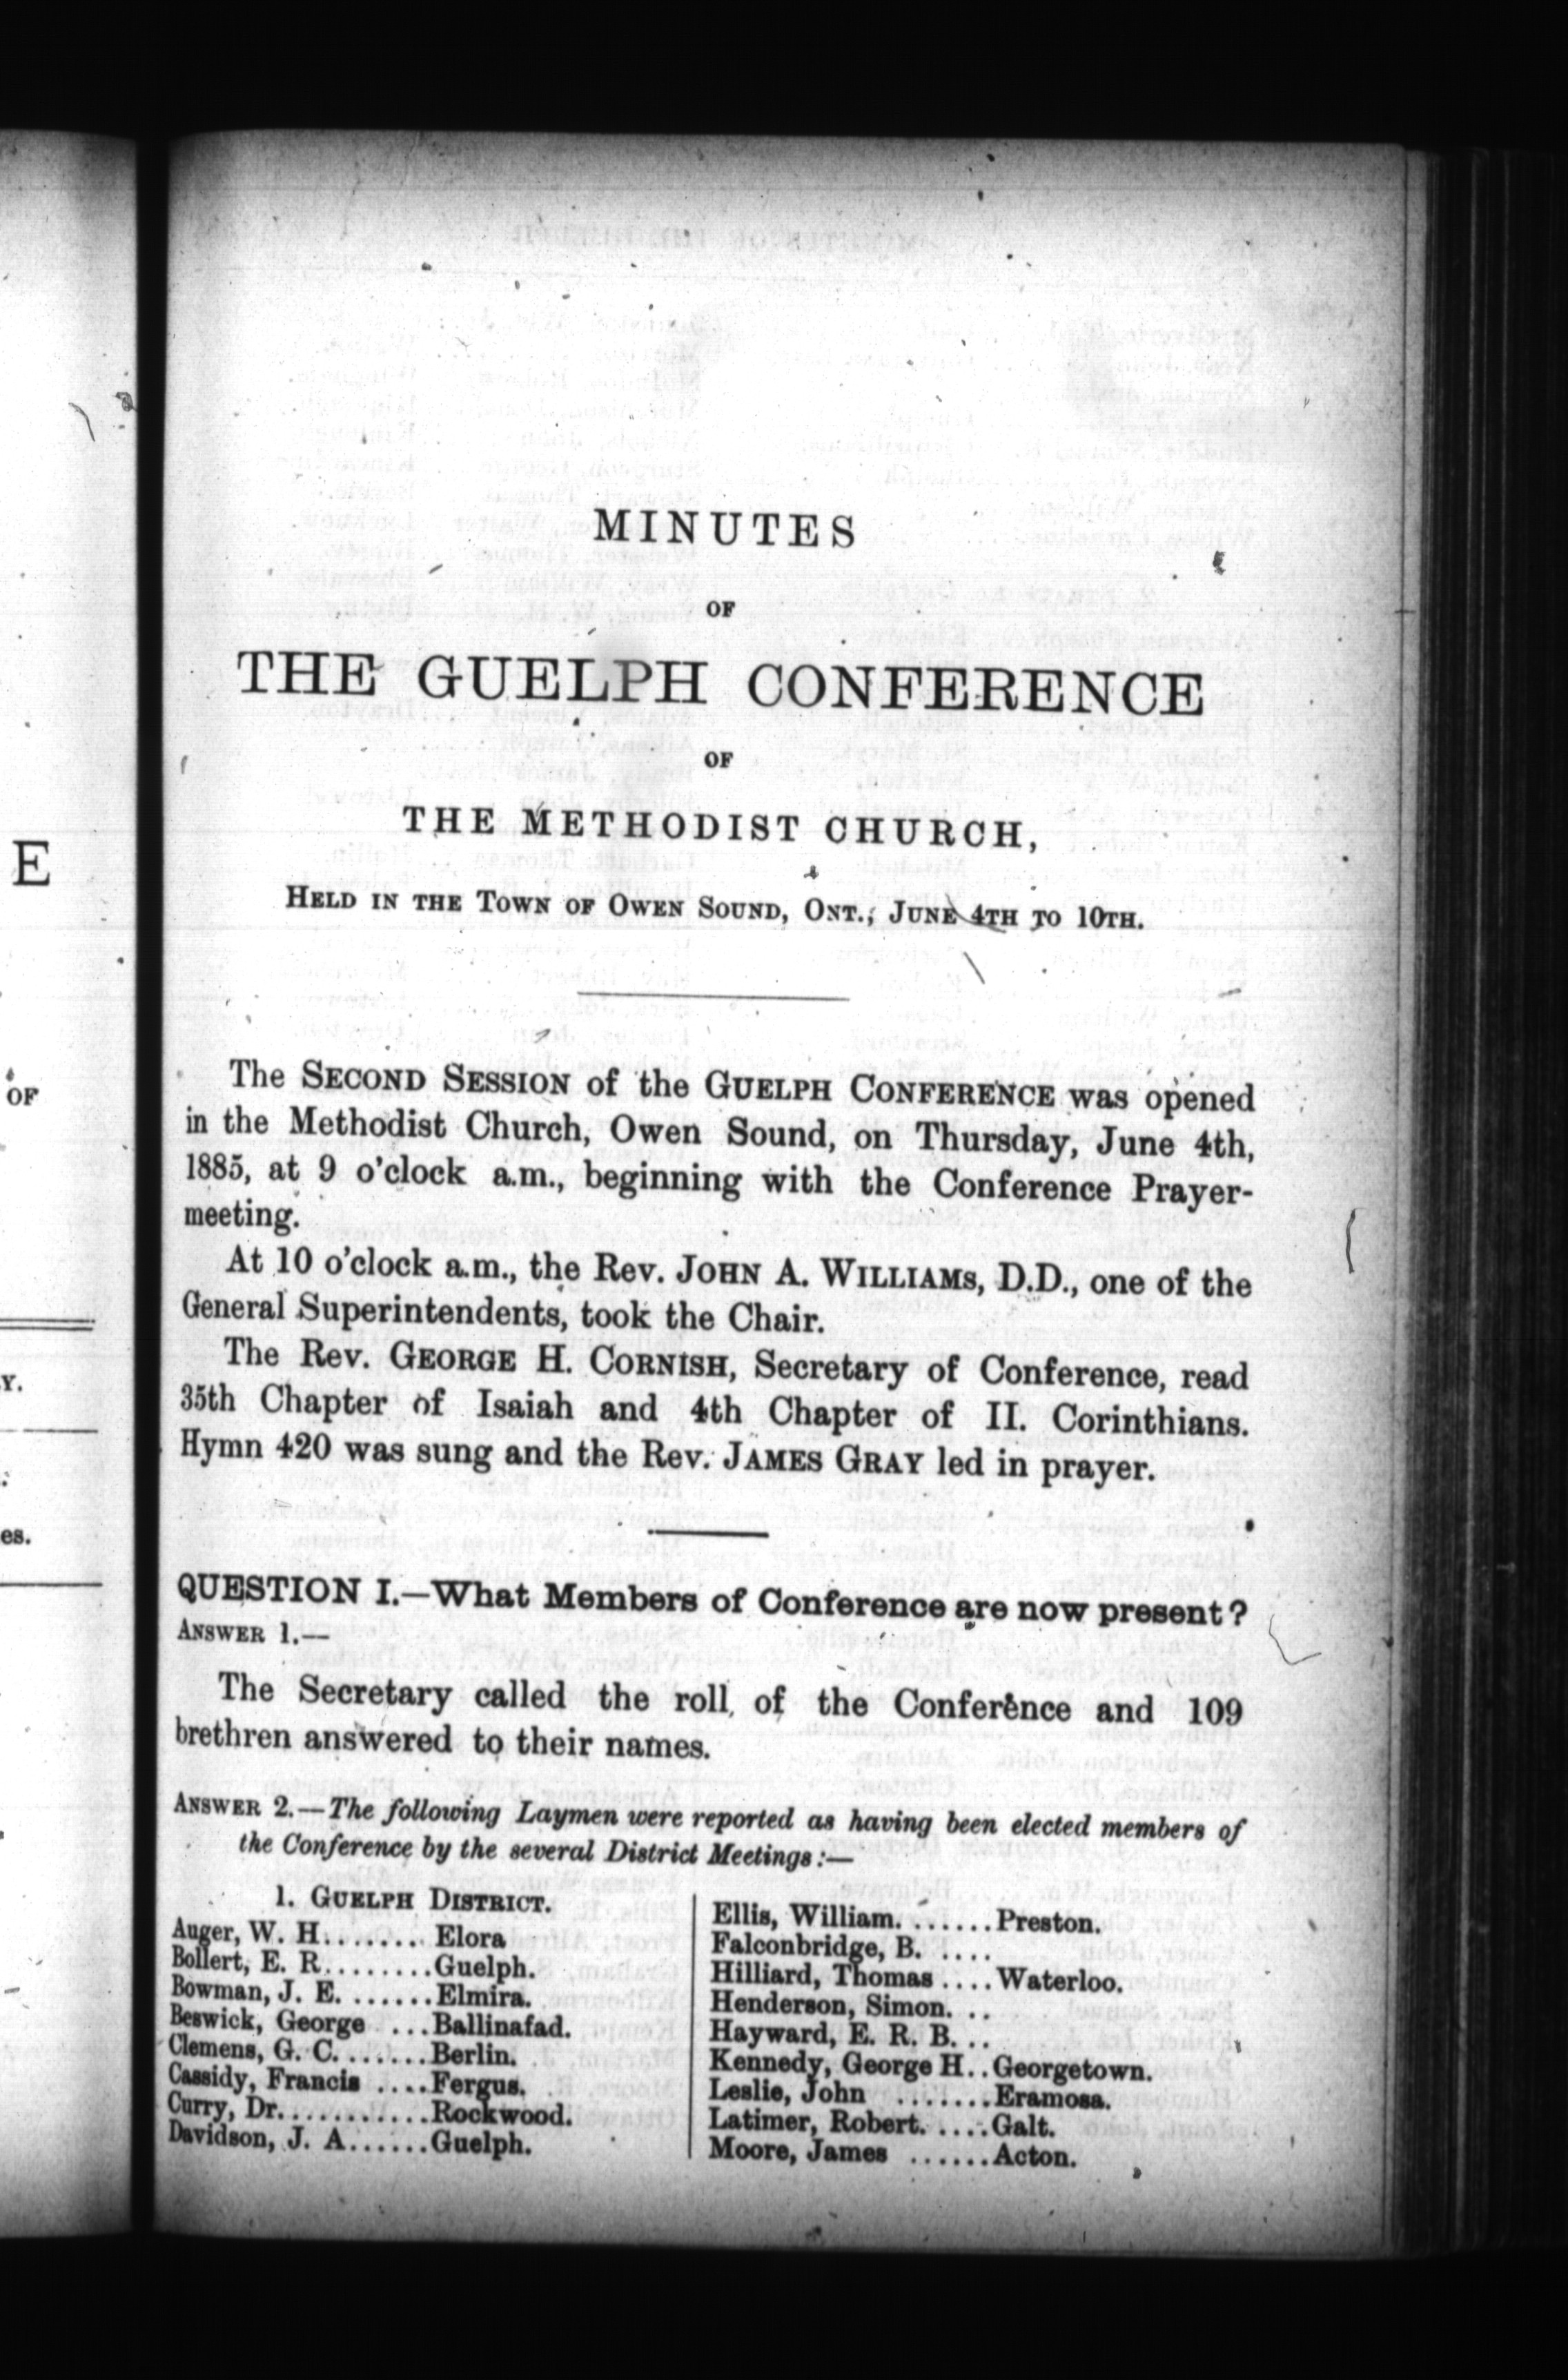 MINUTES
OF
THE GUELPH CONFERENCE
OF
THE METHODIST CHURCH,
HELD IN THE TOWN OF OWEN SOUND, ONT., JUNE 4TH TO 10TH.
The SECOND SESSION of the GUELPH CONFERENCE was opened
in the Methodist Church, Owen Sound, on Thursday, June 4th,
1885, at 9 o'clock a.m., beginning with the Conference Prayer-
meeting.
At 10 o'clock a.m., the Rev. JOHN A. WILLIAMS, D.D., one of the
General Superintendents, took the Chair.
The Rev. GEORGE H. CORNISH, Secretary of Conference, read
35th Chapter of Isaiah and 4th Chapter of II. Corinthians.
Hymn 420 was sung and the Rev. JAMES GRAY led in prayer.
QUESTION I.—What Members of Conference are now present?
ANSWER 1.—
The Secretary called the roll of the Conference and 109
brethren answered to their names.
ANSWER 2.—The following Laymen were reported as having been elected members of
the Conference by the several District Meetings:—
1. GUELPH DISTRICT.
Auger, W. H....... Elora
Bollert, E. R........Guelph.
Bowman, J. E. .......Elmira.
Beswick, George ...Ballinafad.
Clemens, G. C........Berlin.
Cassidy, Francis ....Fergus.
Curry, Dr............Rockwood.
Davidson, J. A......Guelph.
Ellis, William. .......Preston.
Falconbridge, B. ....
Hilliard, Thomas ....Waterloo.
Henderson, Simon. ..
Hayward, E. R. B. ..
Kennedy, George H..Georgetown.
Leslie, John .......Eramosa.
Latimer, Robert. ....Galt.
Moore, James ......Acton.
E
OF
Y.
es.